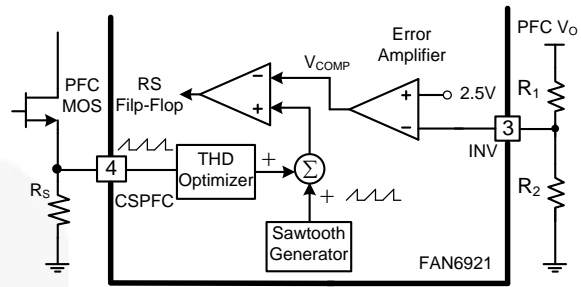 Error
Amplifier
PFC VO
VCOMP
PFC
MOS
RS
Filp-Flop
−
+
+
−
2.5V
R1
3
INV
4
THD
Optimizer
+
Σ
RS
CSPFC
+
R2
Sawtooth
Generator
FAN6921